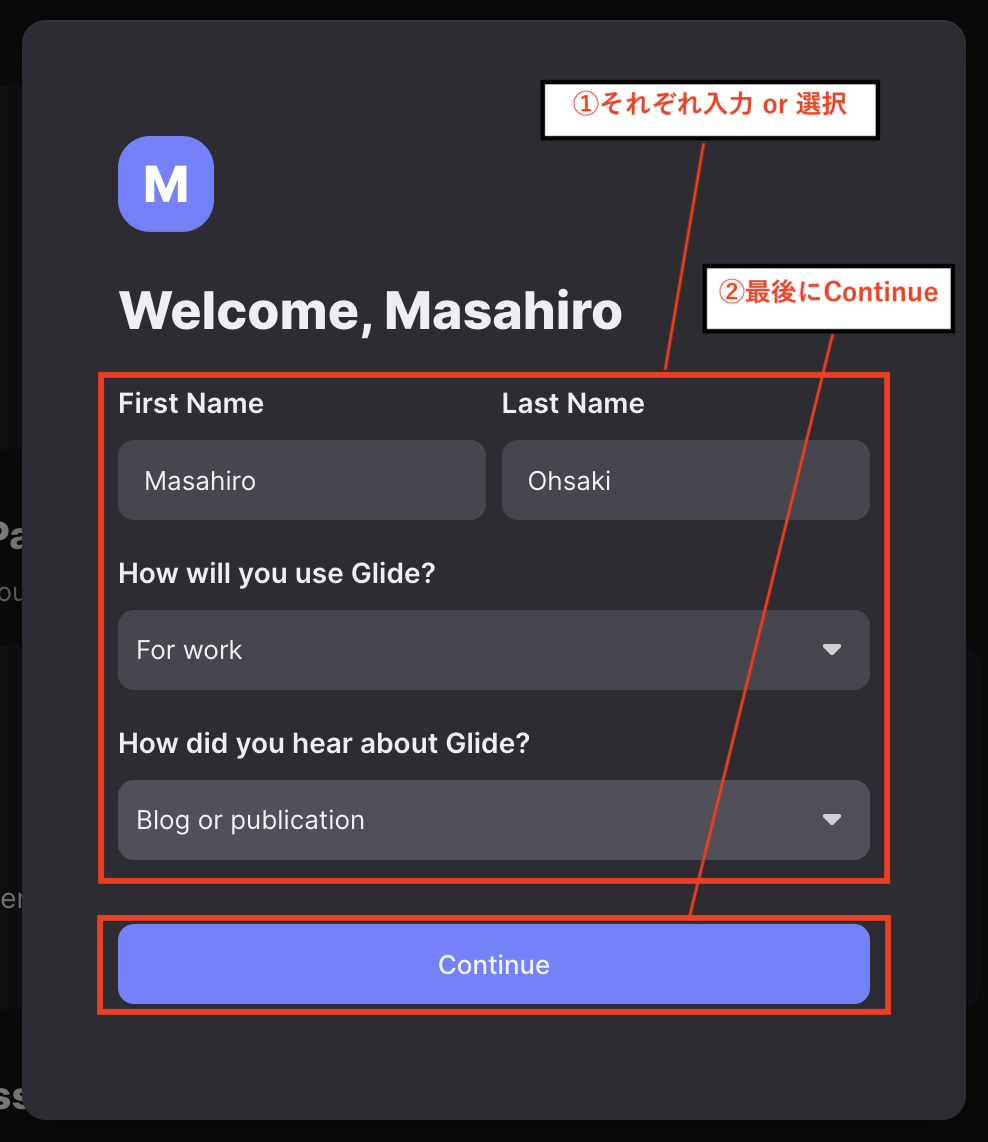 ①それぞれ入力 or 選択
M
②最後にContinue
Welcome, Masahiro
First Name
Last Name
Masahiro
Ohsaki
How will you use Glide?
For work
How did you hear about Glide?
Blog or publication
Continue